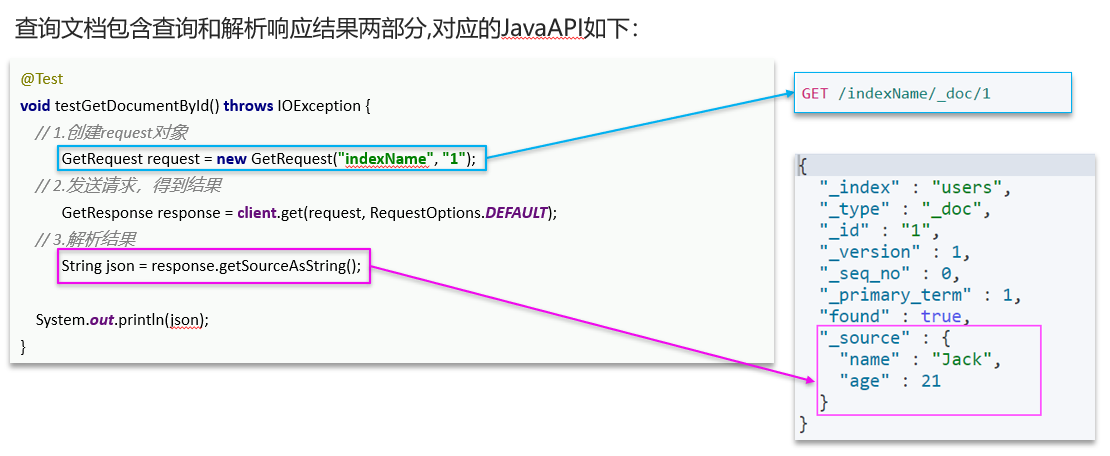 查询文档包含查询和解析响应结果两部分,对应的JavaAPI如下：
@Test
void testGetDocumentById() throws IOException {
// 1.创建request对象
GetRequest request = new GetRequest("indexName", "1");
// 2.发送请求，得到结果
GetResponse response = client.get(request, RequestOptions.DEFAULT);
// 3.解析结果
String json = response.getSourceAsString();
System.out.println(json);
}
GET /indexName/_doc/1
{
"_index" : "users",
"_type" : "_doc",
"_id" : "1",
"_version" : 1,
"_seq_no" : 0,
"_primary_term" : 1,
"found" : true,
"_source" : {
"name" : "Jack",
"age" : 21
}
}